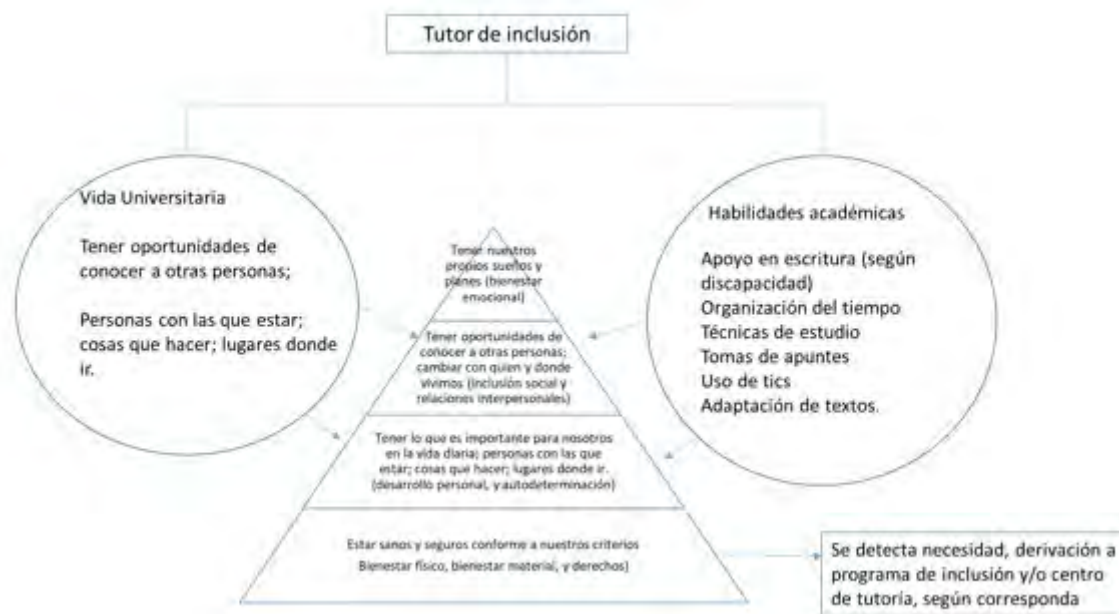 Tutor de inclusión
Vida Universitaria
Tener oportunidades de
conocer a otras personas;
Personas con las que estar;
cosas que hacer; lugares donde
ir.
Tener nuestros
propios sueños y
planes (bienestar
emocional)
Tener oportunidades de
conocer a otras personas;
cambiar con quien y donde
vivimos (inclusión social y
relaciones interpersonales)
Tener lo que es importante para nosotros
en la vida diaria; personas con las que
estar; cosas que hacer; lugares donde ir.
(desarrollo personal, y autodeterminación)
Estar sanos y seguros conforme a nuestros criterios
Bienestar físico, bienestar material, y derechos)
Habilidades académicas
Apoyo en escritura (según
discapacidad)
Organización del tiempo
Técnicas de estudio
Tomas de apuntes
Uso de tics
Adaptación de textos.
Se detecta necesidad, derivación a
programa de inclusión y/o centro
de tutoría, según corresponda